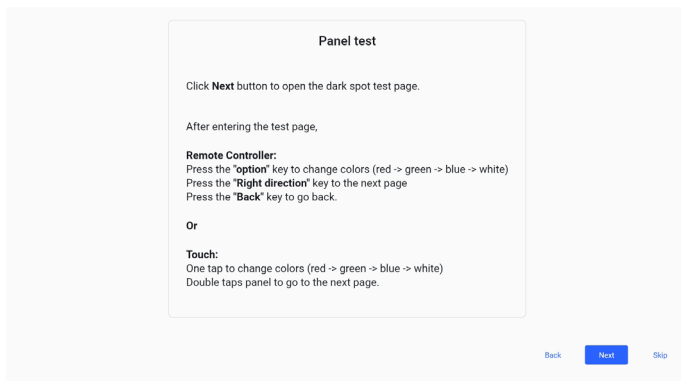 Panel test
Click Next button to open the dark spot test page.
After entering the test page,
Remote Controller:
Press the "option" key to change colors (red -> green -> blue -> white)
Press the "Right direction" key to the next page
Press the "Back" key to go back.
Or
Touch:
One tap to change colors (red -> green -> blue -> white)
Double taps panel to go to the next page.
Back Next Skip